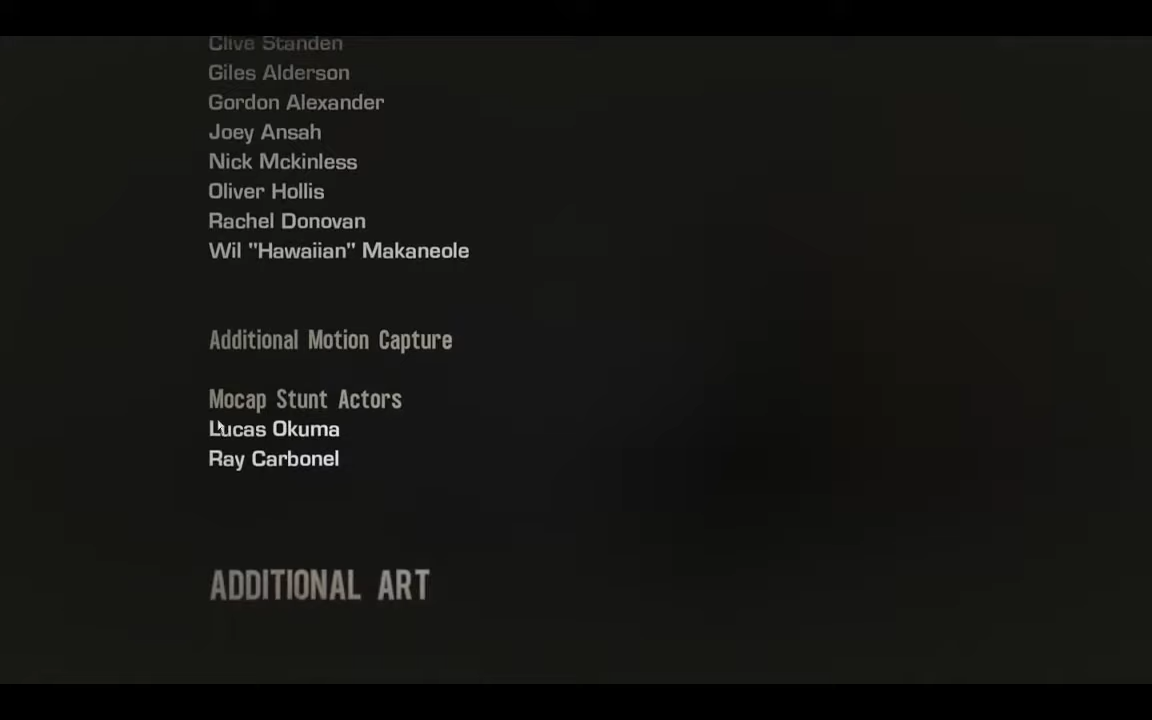 Clive Standen
Giles Alderson
Gordon Alexander
Joey Ansah
Nick Mckinless
Oliver Hollis
Rachel Donovan
Wil "Hawaiian" Makaneole
Additional Motion Capture
Mocap Stunt Actors
Lucas Okuma
Ray Carbonel
ADDITIONAL ART